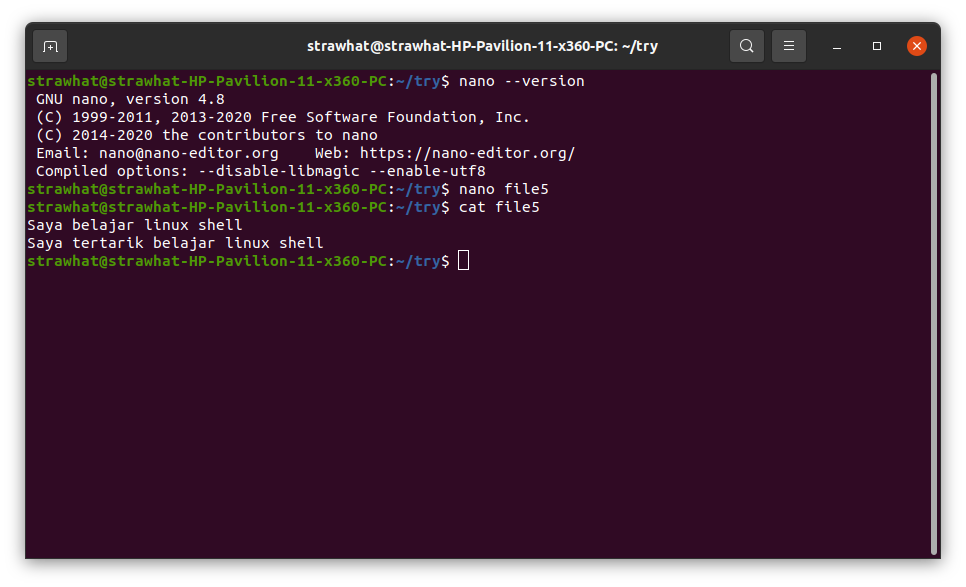 strawhat@strawhat-HP-Pavilion-11-x360-PC: ~/try
strawhat@strawhat-HP-Pavilion-11-x360-PC:~/try$ nano --version
 GNU nano, version 4.8
 (C) 1999-2011, 2013-2020 Free Software Foundation, Inc.
 (C) 2014-2020 the contributors to nano
 Email: nano@nano-editor.org    Web: https://nano-editor.org/
 Compiled options: --disable-libmagic --enable-utf8
strawhat@strawhat-HP-Pavilion-11-x360-PC:~/try$ nano file5
strawhat@strawhat-HP-Pavilion-11-x360-PC:~/try$ cat file5
Saya belajar linux shell
Saya tertarik belajar linux shell
strawhat@strawhat-HP-Pavilion-11-x360-PC:~/try$